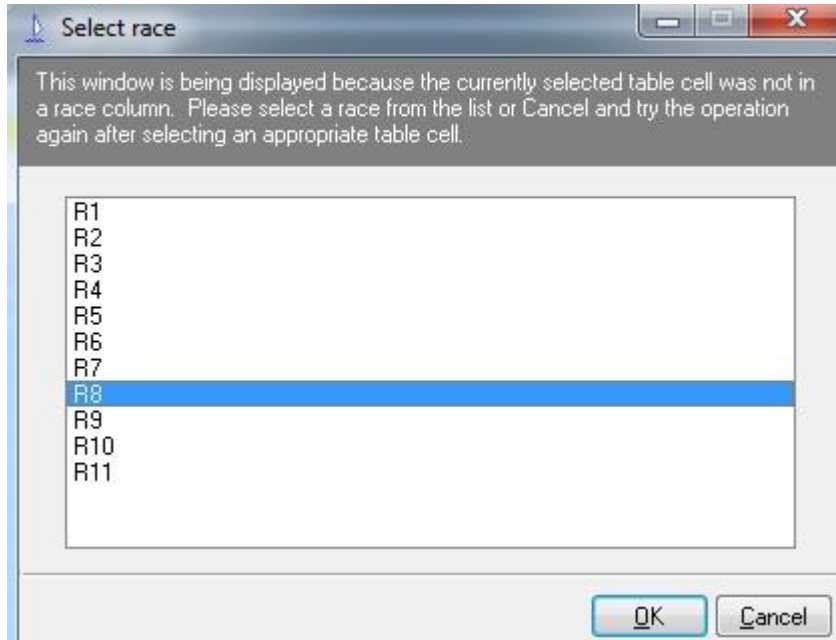 Select race
This window is being displayed because the currently selected table cell was not in
a race column.  Please select a race from the list or Cancel and try the operation
again after selecting an appropriate table cell.
R1
R2
R3
R4
R5
R6
R7
R8
R9
R10
R11
OK
Cancel